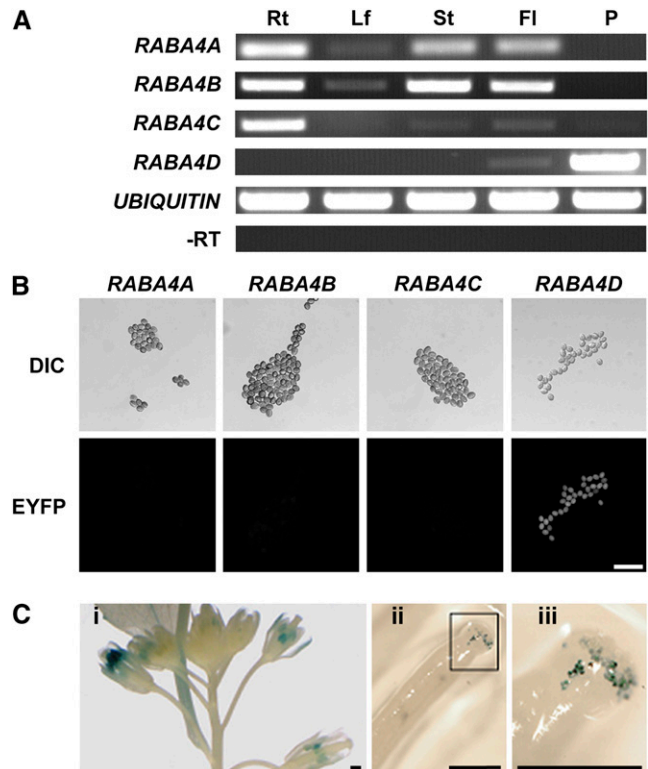 A
Rt Lf St Fl P
RABA4A
RABA4B
RABA4C
RABA4D
UBIQUITIN
-RT
B
RABA4A RABA4B RABA4C RABA4D
DIC
EYFP
C
i ii iii